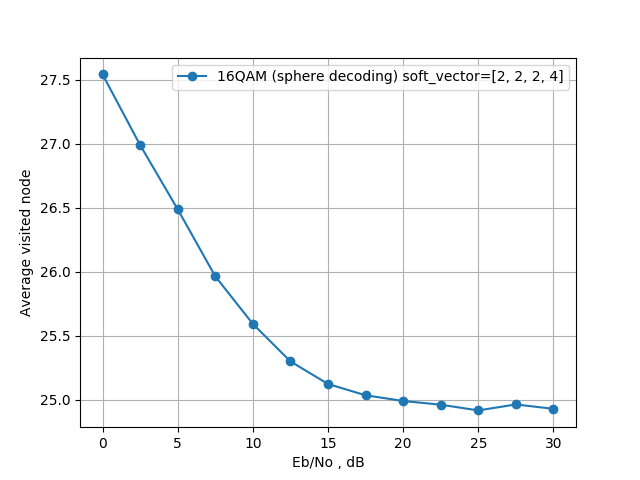 16QAM (sphere decoding) soft_vector=[2, 2, 2, 4]
Average visited node
27.5
27.0
26.5
26.0
25.5
25.0
0 5 10 15 20 25 30
Eb/No , dB